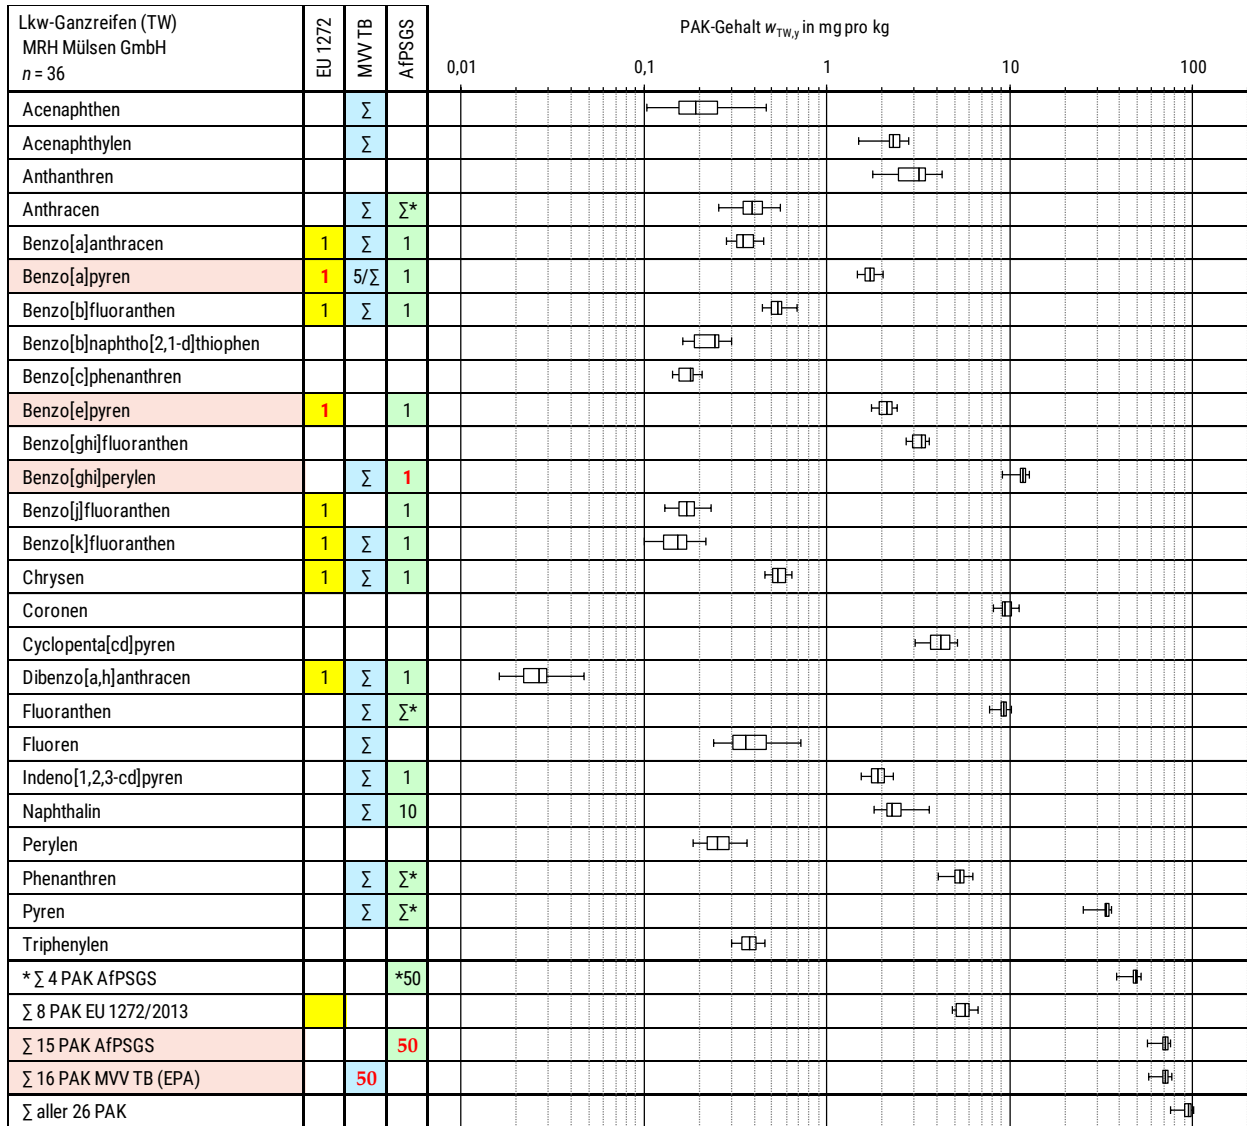 Lkw-Ganzreifen (TW)
MRH Mülsen GmbH
n = 36
EU 1272
MVV TB
AfPSGS
PAK-Gehalt wTW,y in mg pro kg
0,01 0,1 1 10 100
Acenaphthen ∑
Acenaphthylen ∑
Anthanthren
Anthracen ∑ ∑*
Benzo[a]anthracen 1 ∑ 1
Benzo[a]pyren 1 5/∑ 1
Benzo[b]fluoranthen 1 ∑ 1
Benzo[b]naphtho[2,1-d]thiophen
Benzo[c]phenanthren
Benzo[e]pyren 1 1
Benzo[ghi]fluoranthen
Benzo[ghi]perylen ∑ 1
Benzo[j]fluoranthen 1 1
Benzo[k]fluoranthen 1 ∑ 1
Chrysen 1 ∑ 1
Coronen
Cyclopenta[cd]pyren
Dibenzo[a,h]anthracen 1 ∑ 1
Fluoranthen ∑ ∑*
Fluoren ∑
Indeno[1,2,3-cd]pyren ∑ 1
Naphthalin ∑ 10
Perylen
Phenanthren ∑ ∑*
Pyren ∑ ∑*
Triphenylen
* ∑ 4 PAK AfPSGS *50
∑ 8 PAK EU 1272/2013
∑ 15 PAK AfPSGS 50
∑ 16 PAK MVV TB (EPA) 50
∑ aller 26 PAK